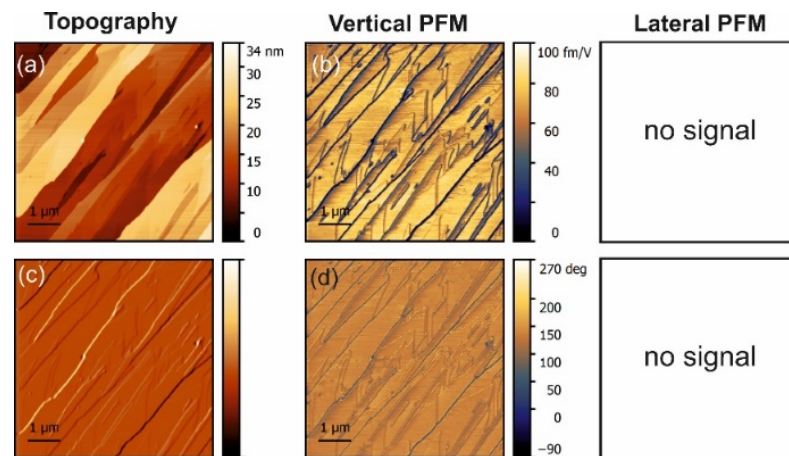 Topography Vertical PFM Lateral PFM
(a) 34 nm (b) 100 fm/V
30
25 80
20 60 no signal
15
10 40
1 µm 0 1 µm 0
(c) (d) 270 deg
200
150
100 no signal
50
0
1 µm 1 µm −90